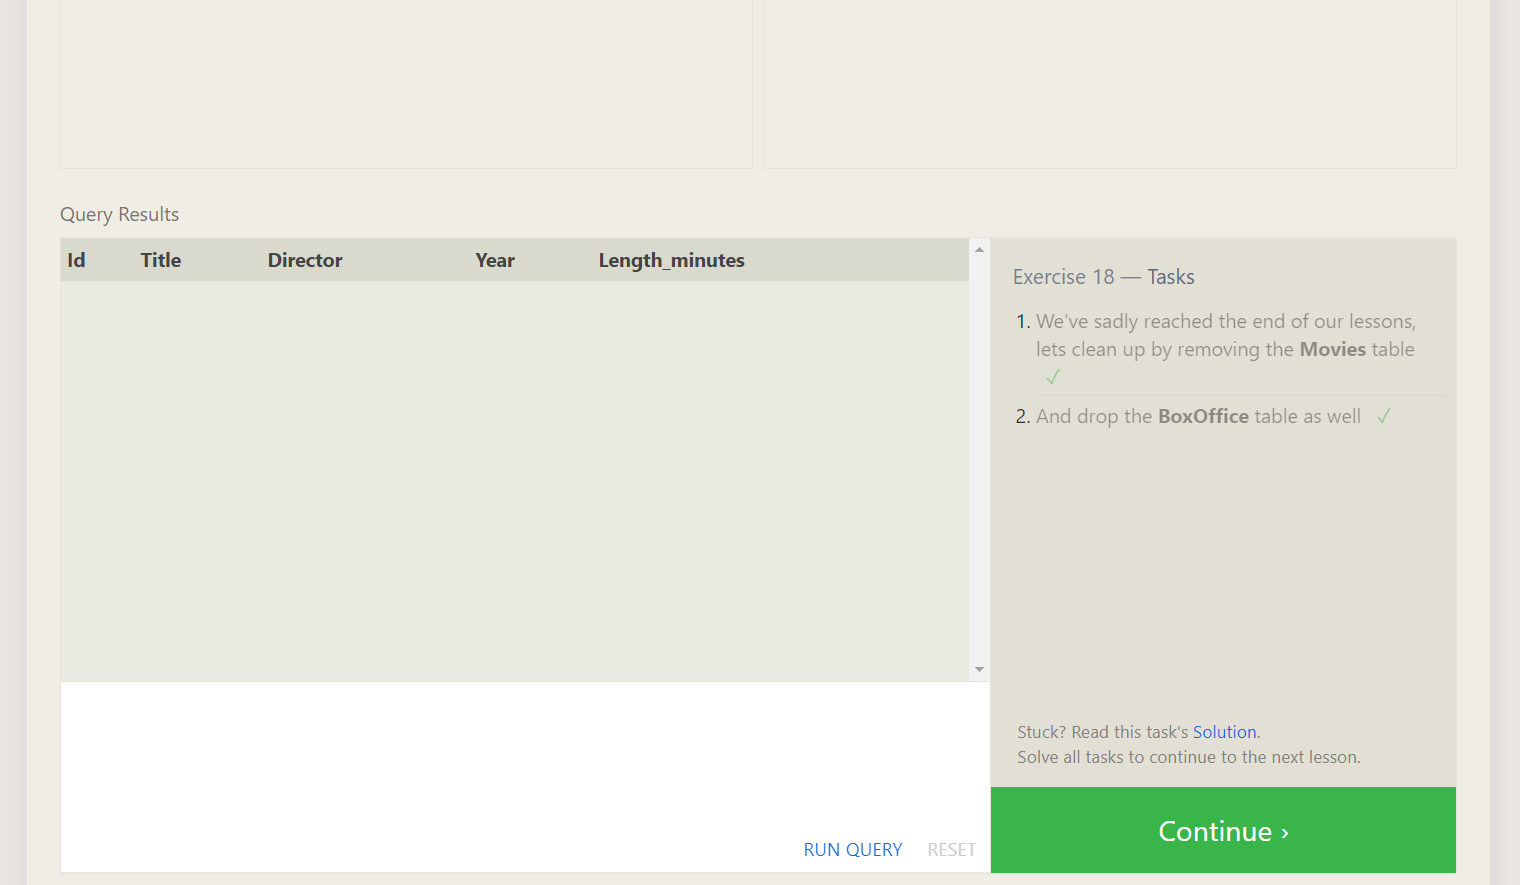 Query Results
Id Title Director Year Length_minutes
Exercise 18 — Tasks
1. We've sadly reached the end of our lessons,
lets clean up by removing the Movies table
✓
2. And drop the BoxOffice table as well ✓
Stuck? Read this task's Solution.
Solve all tasks to continue to the next lesson.
RUN QUERY RESET
Continue ›